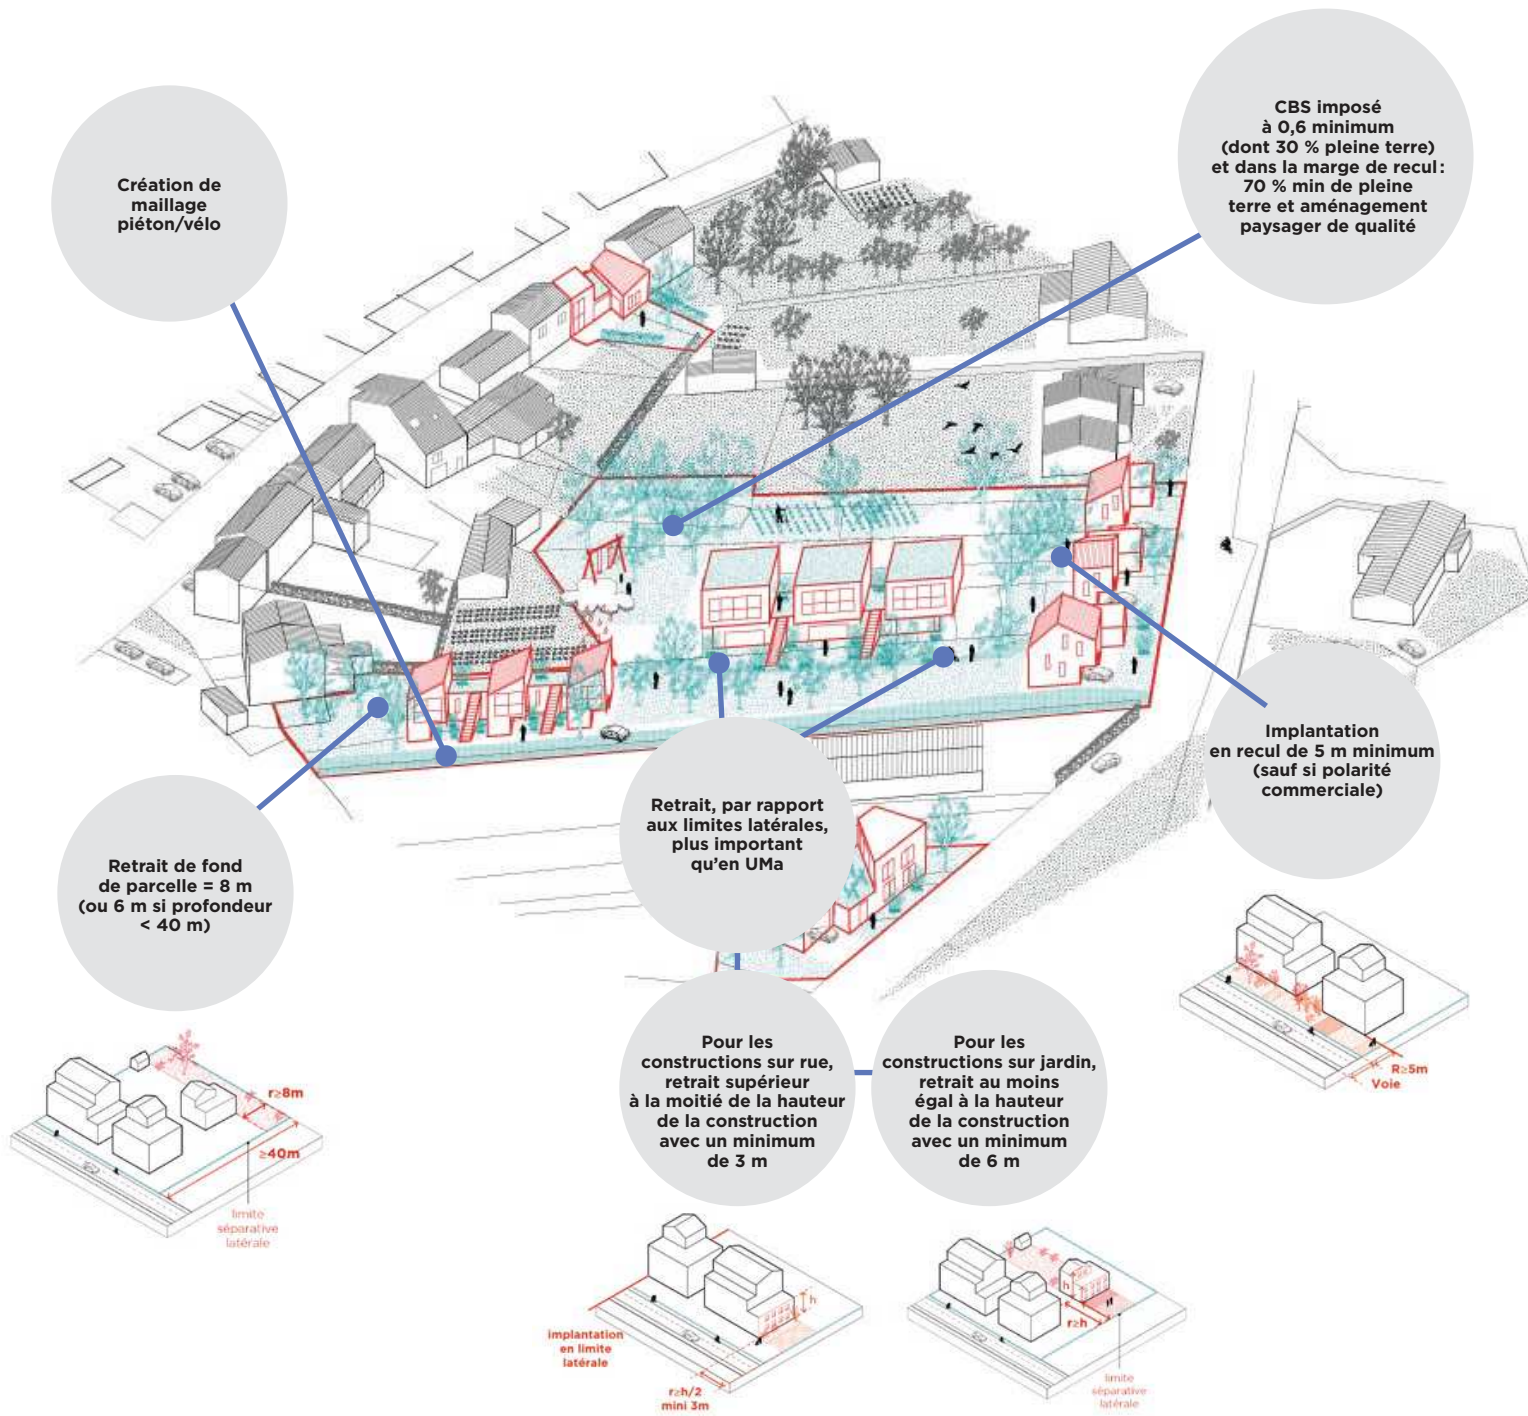 CBS imposé
à 0,6 minimum
(dont 30 % pleine terre)
et dans la marge de recul :
70 % min de pleine
terre et aménagement
paysager de qualité
Création de
maillage
piéton/vélo
Implantation
en recul de 5 m minimum
(sauf si polarité
commerciale)
Retrait, par rapport
aux limites latérales,
plus important
qu'en UMa
Retrait de fond
de parcelle = 8 m
(ou 6 m si profondeur
< 40 m)
Pour les
constructions sur rue,
retrait supérieur
à la moitié de la hauteur
de la construction
avec un minimum
de 3 m
Pour les
constructions sur jardin,
retrait au moins
égal à la hauteur
de la construction
avec un minimum
de 6 m
R≥5m
Voie
r≥8m
≥40m
limite
séparative
latérale
h
implantation
en limite
latérale
r≥h/2
mini 3m
h
r≥h
limite
séparative
latérale